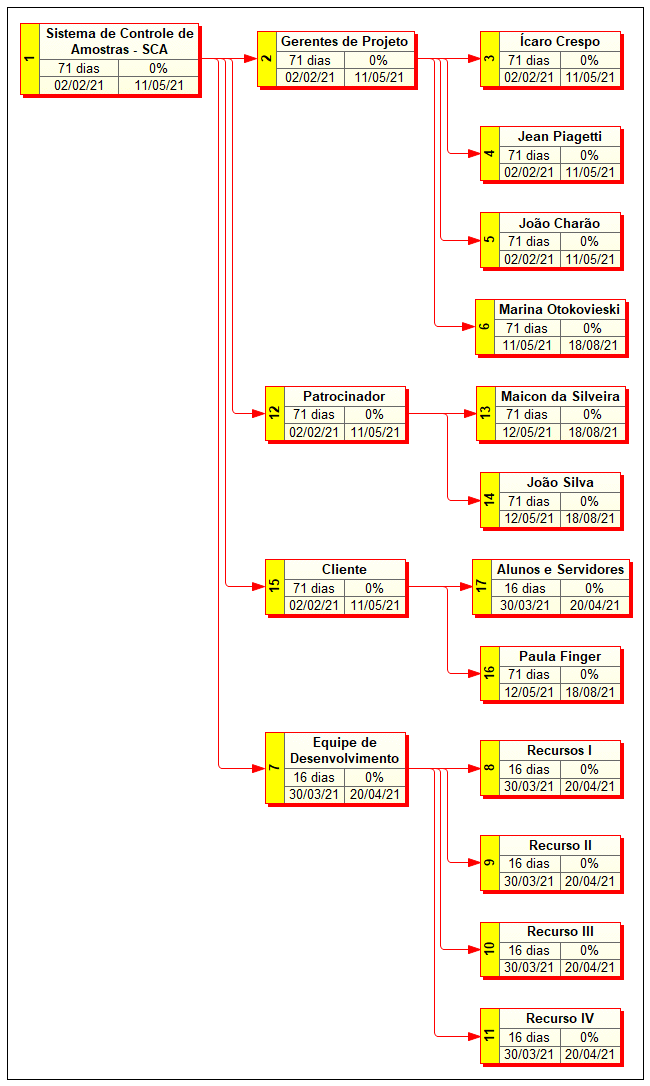 1
Sistema de Controle de
Amostras - SCA
71 dias 0%
02/02/21 11/05/21
2
Gerentes de Projeto
71 dias 0%
02/02/21 11/05/21
3
Ícaro Crespo
71 dias 0%
02/02/21 11/05/21
4
Jean Piagetti
71 dias 0%
02/02/21 11/05/21
5
João Charão
71 dias 0%
02/02/21 11/05/21
6
Marina Otokovieski
71 dias 0%
11/05/21 18/08/21
12
Patrocinador
71 dias 0%
02/02/21 11/05/21
13
Maicon da Silveira
71 dias 0%
12/05/21 18/08/21
14
João Silva
71 dias 0%
12/05/21 18/08/21
15
Cliente
71 dias 0%
02/02/21 11/05/21
17
Alunos e Servidores
16 dias 0%
30/03/21 20/04/21
16
Paula Finger
71 dias 0%
12/05/21 18/08/21
7
Equipe de
Desenvolvimento
16 dias 0%
30/03/21 20/04/21
8
Recursos I
16 dias 0%
30/03/21 20/04/21
9
Recurso II
16 dias 0%
30/03/21 20/04/21
10
Recurso III
16 dias 0%
30/03/21 20/04/21
11
Recurso IV
16 dias 0%
30/03/21 20/04/21